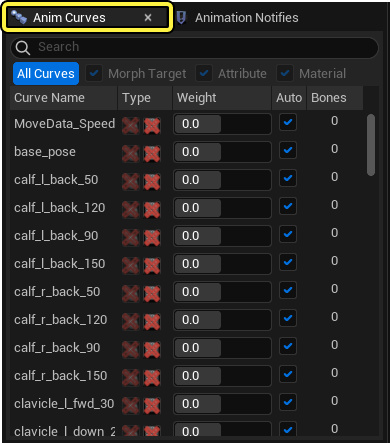 Anim Curves × Animation Notifies
Search
All Curves Morph Target Attribute Material
Curve Name Type Weight Auto Bones
MoveData_Speed 0.0 0
base_pose 0.0 0
calf_l_back_50 0.0 0
calf_l_back_120 0.0 0
calf_l_back_90 0.0 0
calf_l_back_150 0.0 0
calf_r_back_50 0.0 0
calf_r_back_120 0.0 0
calf_r_back_90 0.0 0
calf_r_back_150 0.0 0
clavicle_l_fwd_30 0.0 0
clavicle_l_down_2 0.0 0